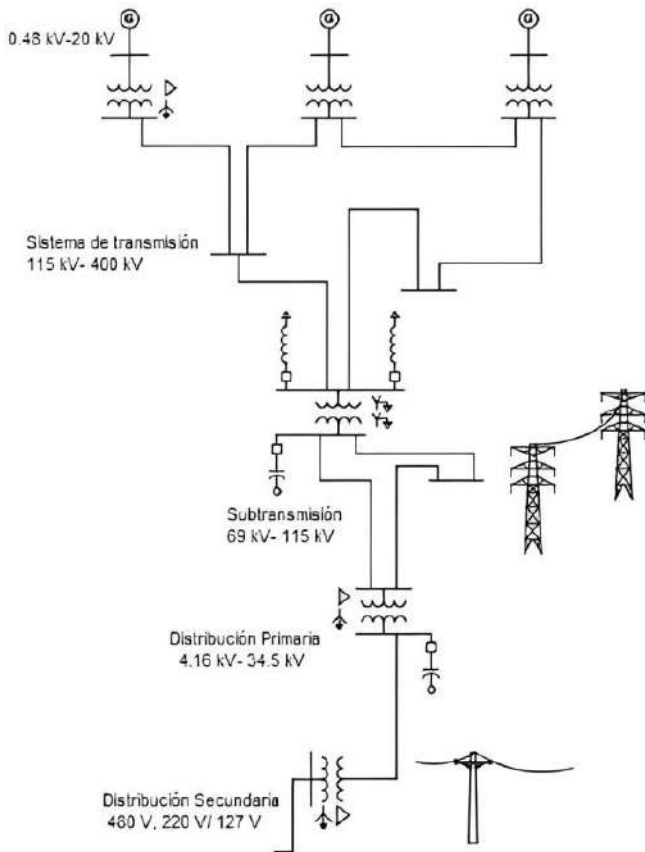 G
G
G
0.48 kV-20 kV
Sistema de transmisión
115 kV- 400 kV
Subtransmisión
69 kV- 115 kV
Distribución Primaria
4.16 kV- 34.5 kV
Distribución Secundaria
480 V, 220 V/ 127 V